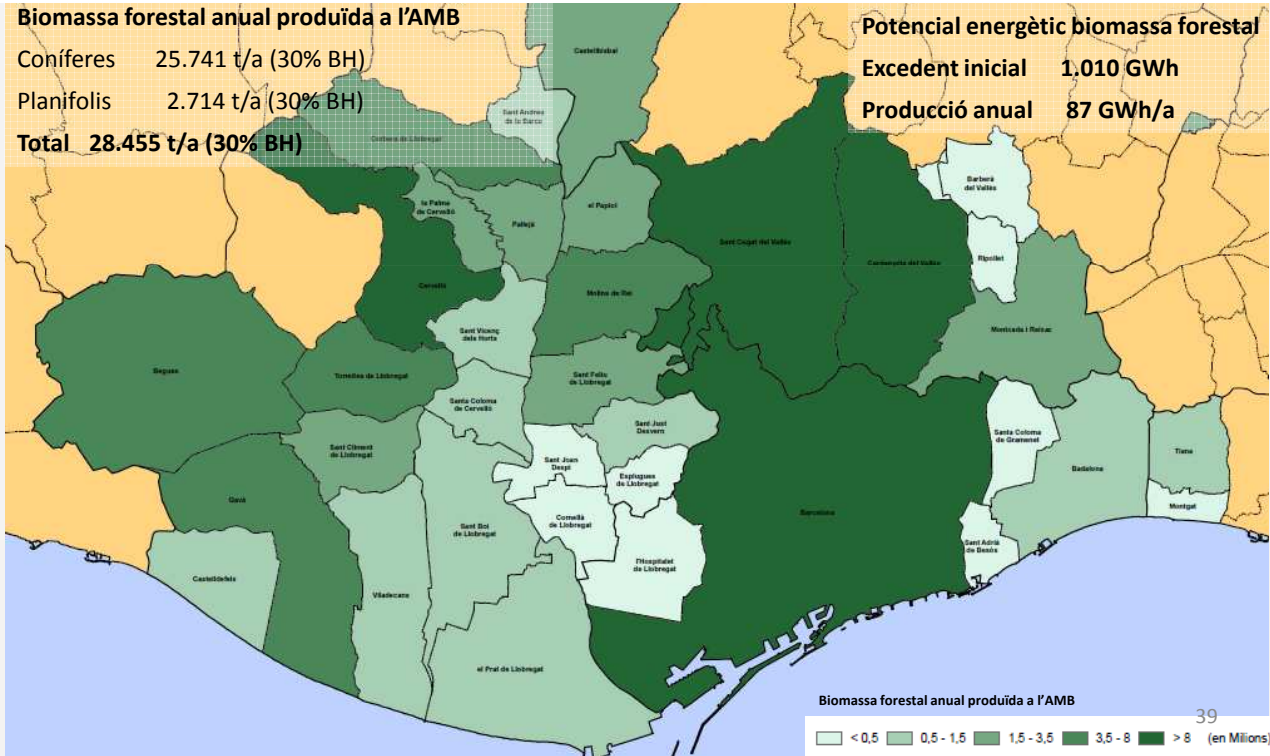 Biomassa forestal anual produïda a l'AMB
Coníferes 25.741 t/a (30% BH)
Planifolis 2.714 t/a (30% BH)
Total 28.455 t/a (30% BH)
Potencial energètic biomassa forestal
Excedent inicial 1.010 GWh
Producció anual 87 GWh/a
Castellbisbal
Sant Andreu
de la Barca
Corbera de Llobregat
la Palma
de Cervelló
Pallejà
el Papiol
Barberà
del Vallès
Sant Cugat del Vallès
Cerdanyola del Vallès
Ripollet
Cervelló
Molins de Rei
Sant Vicenç
dels Horts
Montcada i Reixac
Begues
Torrelles de Llobregat
Sant Feliu
de Llobregat
Santa Coloma
de Cervelló
Sant Just
Desvern
Santa Coloma
de Gramenet
Sant Climent
de Llobregat
Tiana
Sant Joan
Despí
Badalona
Esplugues
de Llobregat
Gavà
Montgat
Barcelona
Sant Boi
de Llobregat
Cornellà
de Llobregat
Sant Adrià
de Besòs
l'Hospitalet
de Llobregat
Castelldefels
Viladecans
el Prat de Llobregat
Biomassa forestal anual produïda a l'AMB
39
< 0,5 0,5 - 1,5 1,5 - 3,5 3,5 - 8 > 8 (en Milions)